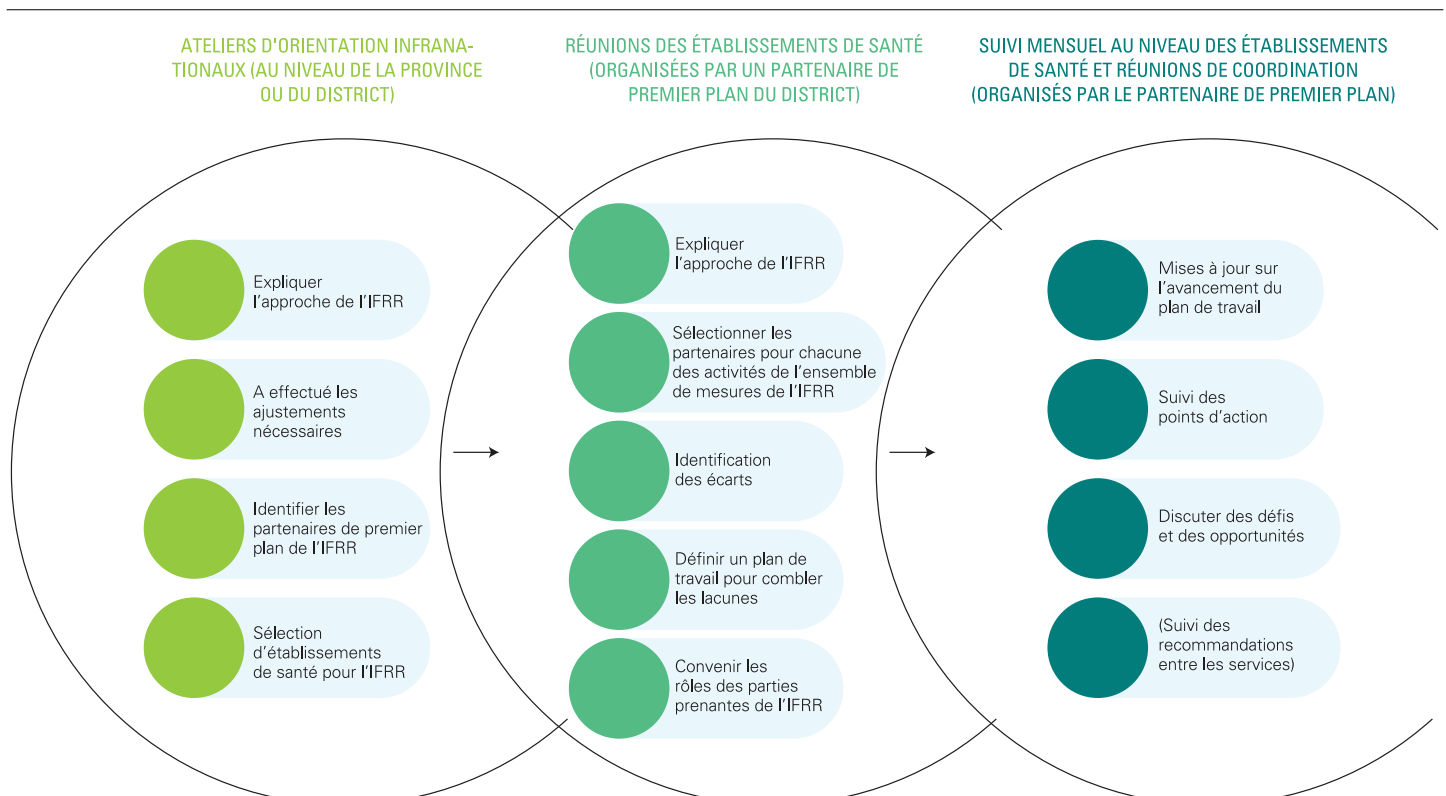 ATELIERS D'ORIENTATION INFRANA-
TIONAUX (AU NIVEAU DE LA PROVINCE
OU DU DISTRICT)
RÉUNIONS DES ÉTABLISSEMENTS DE SANTÉ
(ORGANISÉES PAR UN PARTENAIRE DE
PREMIER PLAN DU DISTRICT)
SUIVI MENSUEL AU NIVEAU DES ÉTABLISSEMENTS
DE SANTÉ ET RÉUNIONS DE COORDINATION
(ORGANISÉS PAR LE PARTENAIRE DE PREMIER PLAN)
Expliquer
l'approche de l'IFRR
A effectué les
ajustements
nécessaires
Identifier les
partenaires de premier
plan de l'IFRR
Sélection
d'établissements
de santé pour l'IFRR
Expliquer
l'approche de l'IFRR
Sélectionner les
partenaires pour chacune
des activités de l'ensemble
de mesures de l'IFRR
Identification
des écarts
Définir un plan de
travail pour combler
les lacunes
Convenir les
rôles des parties
prenantes de l'IFRR
Mises à jour sur
l'avancement du
plan de travail
Suivi des
points d'action
Discuter des défis
et des opportunités
(Suivi des
recommandations
entre les services)